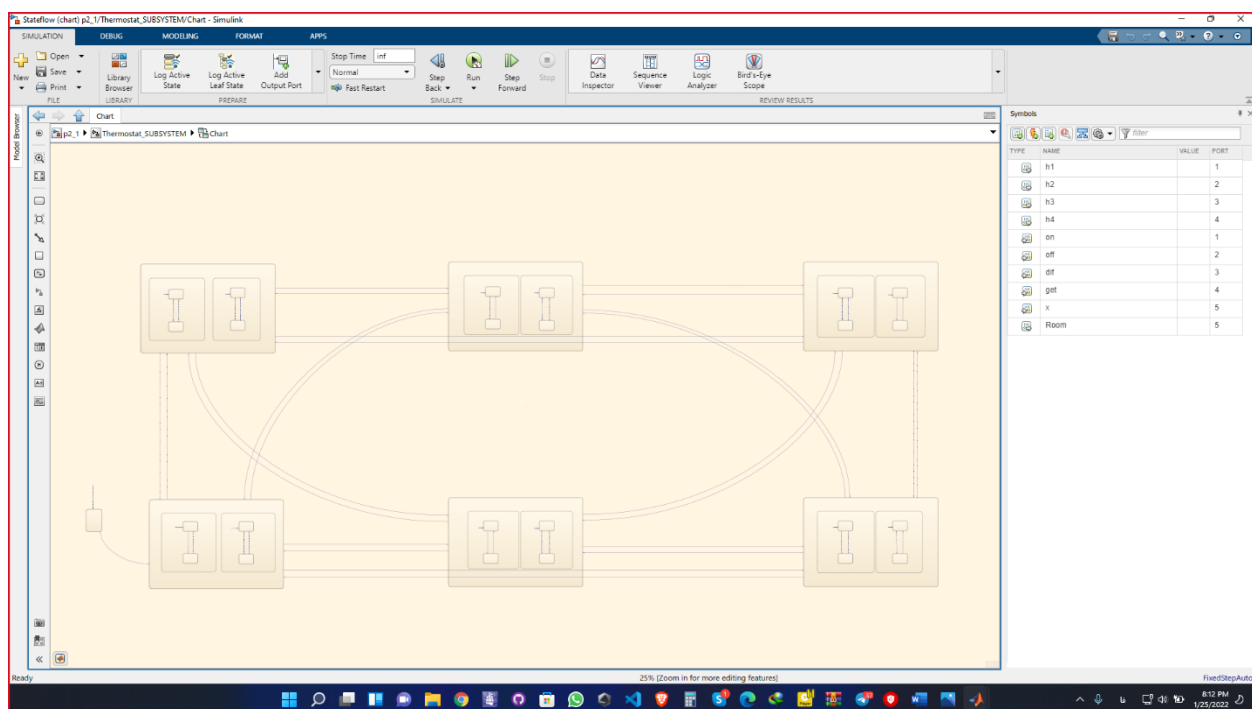 Stateflow (chart) p2_1/Thermostat_SUBSYSTEM/Chart - Simulink
SIMULATION DEBUG MODELING FORMAT APPS
New
Open
Save
Print
FILE
Library Browser
LIBRARY
Log Active State
Log Active Leaf State
Add Output Port
PREPARE
Stop Time inf
Normal
Fast Restart
Step Back
Run
Step Forward
Stop
SIMULATE
Data Inspector
Sequence Viewer
Logic Analyzer
Bird's-Eye Scope
REVIEW RESULTS
Model Browser
Chart
p2_1 Thermostat_SUBSYSTEM Chart
Symbols
filter
TYPE NAME VALUE PORT
h1 1
h2 2
h3 3
h4 4
on 1
off 2
dif 3
get 4
x 5
Room 5
Ready 25% [Zoom in for more editing features] FixedStepAuto
8:12 PM
1/25/2022